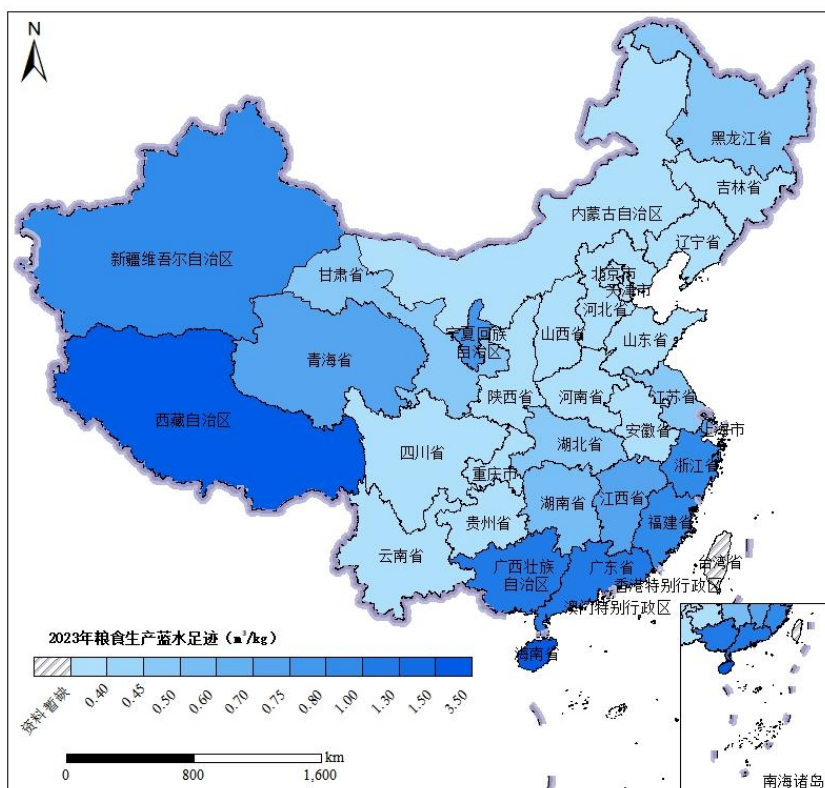 N
黑龙江省
吉林省
内蒙古自治区
辽宁省
新疆维吾尔自治区
甘肃省
北京市
天津市
河北省
宁夏回族
自治区
山西省
山东省
青海省
陕西省
河南省
江苏省
西藏自治区
安徽省
上海市
四川省
湖北省
重庆市
浙江省
湖南省
江西省
贵州省
福建省
云南省
广西壮族
自治区
广东省
台湾省
香港特别行政区
澳门特别行政区
海南省
2023年粮食生产蓝水足迹（m³/kg）
资料暂缺
0.40
0.45
0.50
0.60
0.70
0.75
0.80
1.00
1.30
1.50
3.50
km
0
800
1,600
南海诸岛